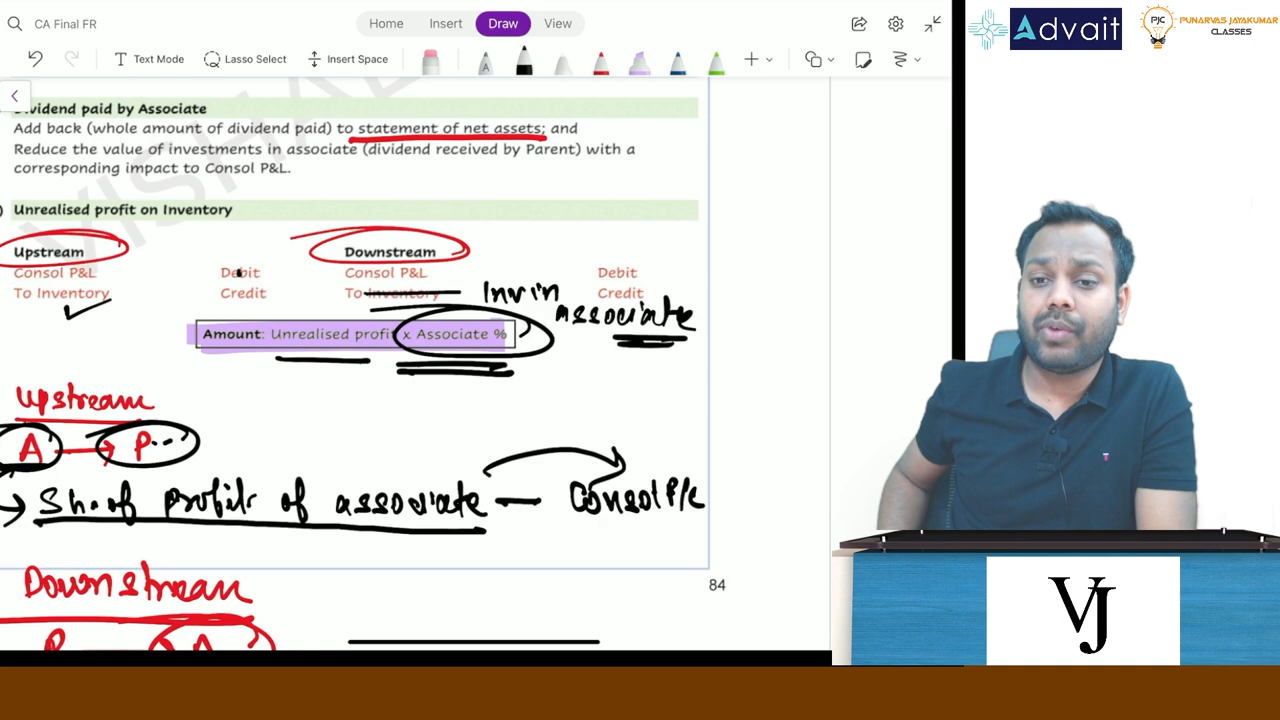 CA Final FR
Home Insert Draw View
Text Mode Lasso Select Insert Space
Advait
PJC PUNARVAS JAYAKUMAR CLASSES
ividend paid by Associate
Add back (whole amount of dividend paid) to statement of net assets; and
Reduce the value of investments in associate (dividend received by Parent) with a
corresponding impact to Consol P&L.
) Unrealised profit on Inventory
Upstream Downstream
Consol P&L Debit Consol P&L Debit
To Inventory Credit To Inventory Credit
Inv in
associate
Amount: Unrealised profit x Associate %
Upstream
A → P
→ Sh. of profit of associate — Consol P/L
Downstream
P A
84
VISHAL
VJ